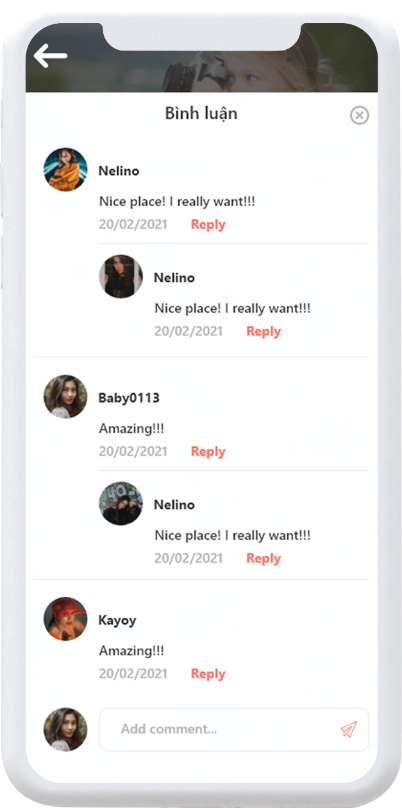 Bình luận
Nelino
Nice place! I really want!!!
20/02/2021 Reply
Nelino
Nice place! I really want!!!
20/02/2021 Reply
Baby0113
Amazing!!!
20/02/2021 Reply
Nelino
Nice place! I really want!!!
20/02/2021 Reply
Kayoy
Amazing!!!
20/02/2021 Reply
Add comment...